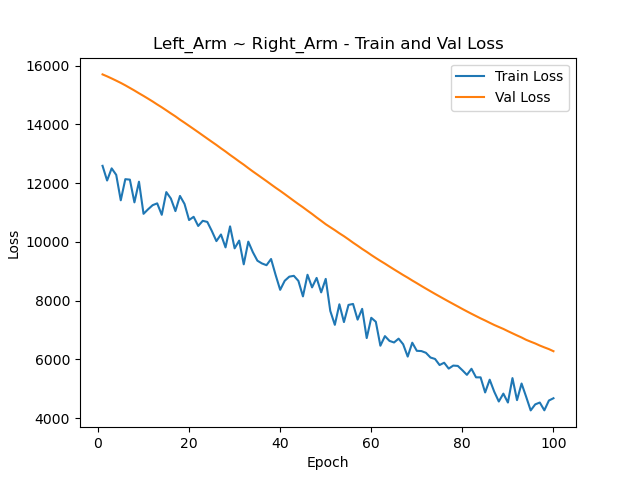 Left_Arm ~ Right_Arm - Train and Val Loss
Train Loss
Val Loss
Loss
16000
14000
12000
10000
8000
6000
4000
0 20 40 60 80 100
Epoch